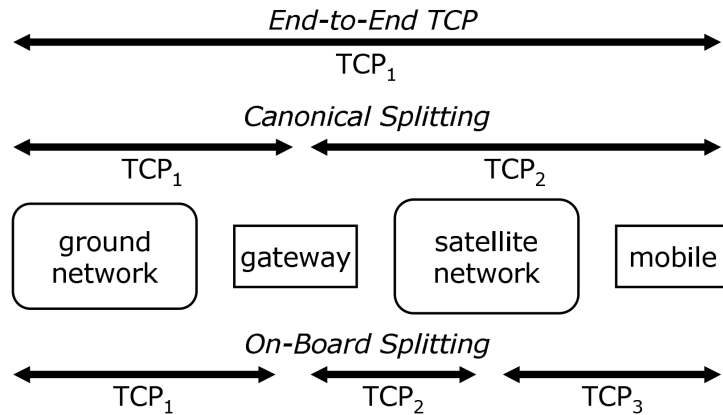 End-to-End TCP
TCP₁
Canonical Splitting
TCP₁ TCP₂
ground network
gateway
satellite network
mobile
On-Board Splitting
TCP₁ TCP₂ TCP₃